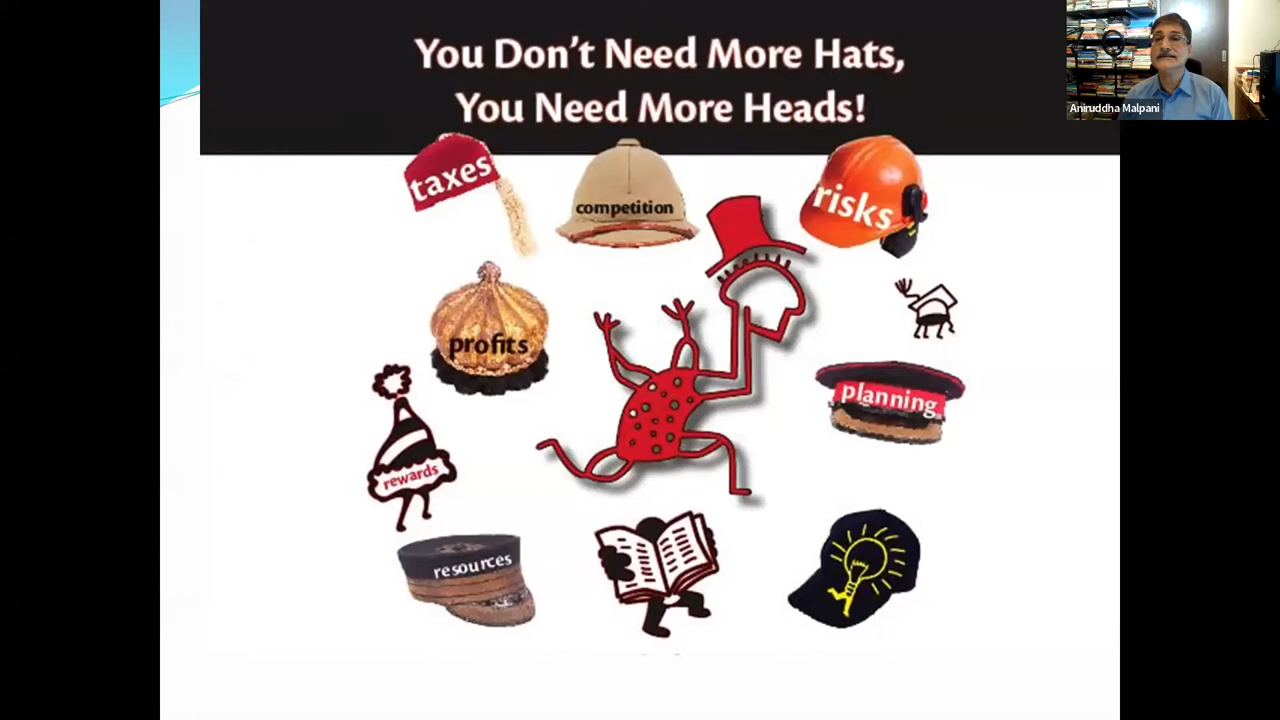 You Don't Need More Hats,
You Need More Heads!
Aniruddha Malpani
taxes
competition
risks
profits
planning
rewards
resources